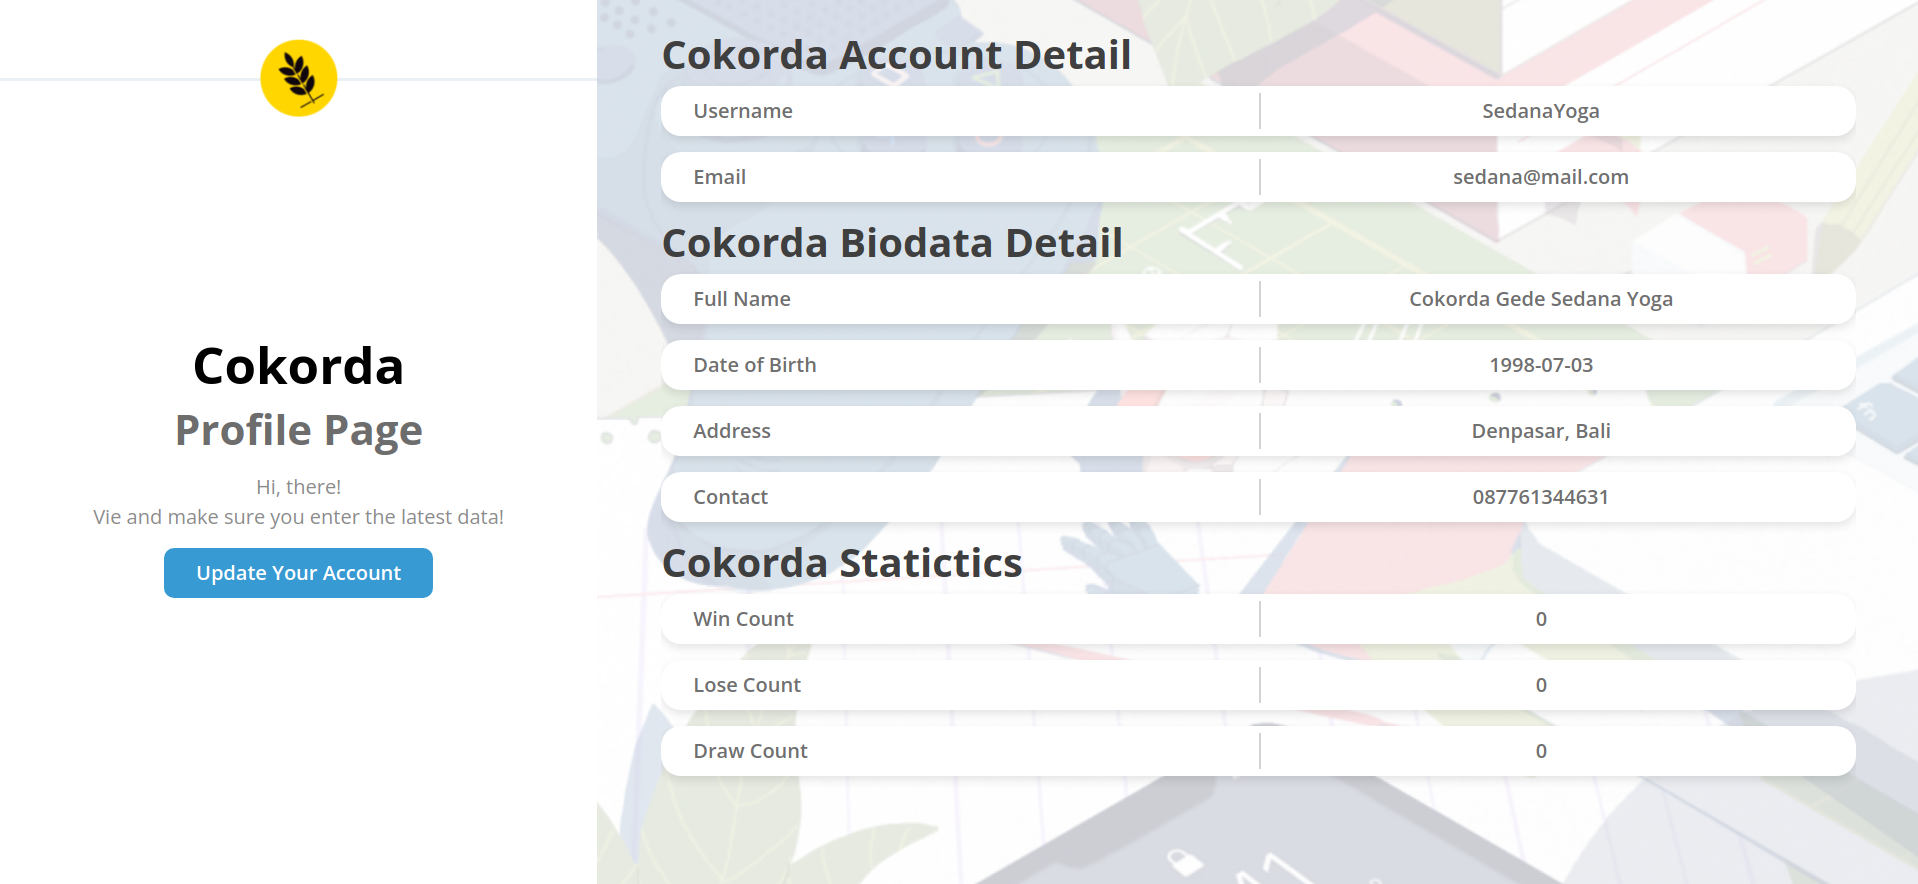 Cokorda
Profile Page
Hi, there!
Vie and make sure you enter the latest data!
Update Your Account
Cokorda Account Detail
Username SedanaYoga
Email sedana@mail.com
Cokorda Biodata Detail
Full Name Cokorda Gede Sedana Yoga
Date of Birth 1998-07-03
Address Denpasar, Bali
Contact 087761344631
Cokorda Statictics
Win Count 0
Lose Count 0
Draw Count 0